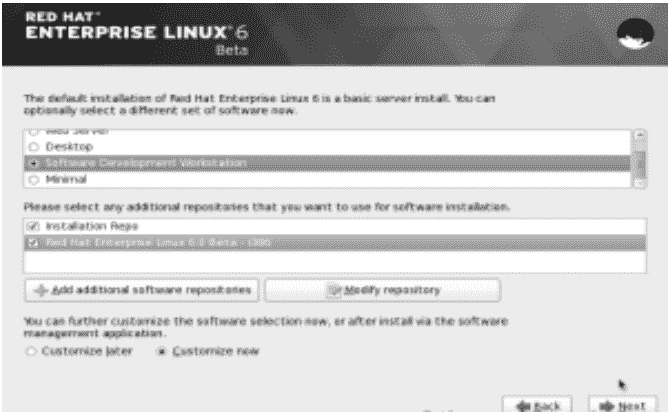 RED HAT™
ENTERPRISE LINUX® 6
Beta
The default installation of Red Hat Enterprise Linux 6 is a basic server install. You can
optionally select a different set of software now.
Web Server
Desktop
Software Development Workstation
Minimal
Please select any additional repositories that you want to use for software installation.
Installation Repo
Red Hat Enterprise Linux 6.0 Beta -
Add additional software repositories
Modify repository
You can further customize the software selection now, or after install via the software
management application.
Customize later
Customize now
Back
Next